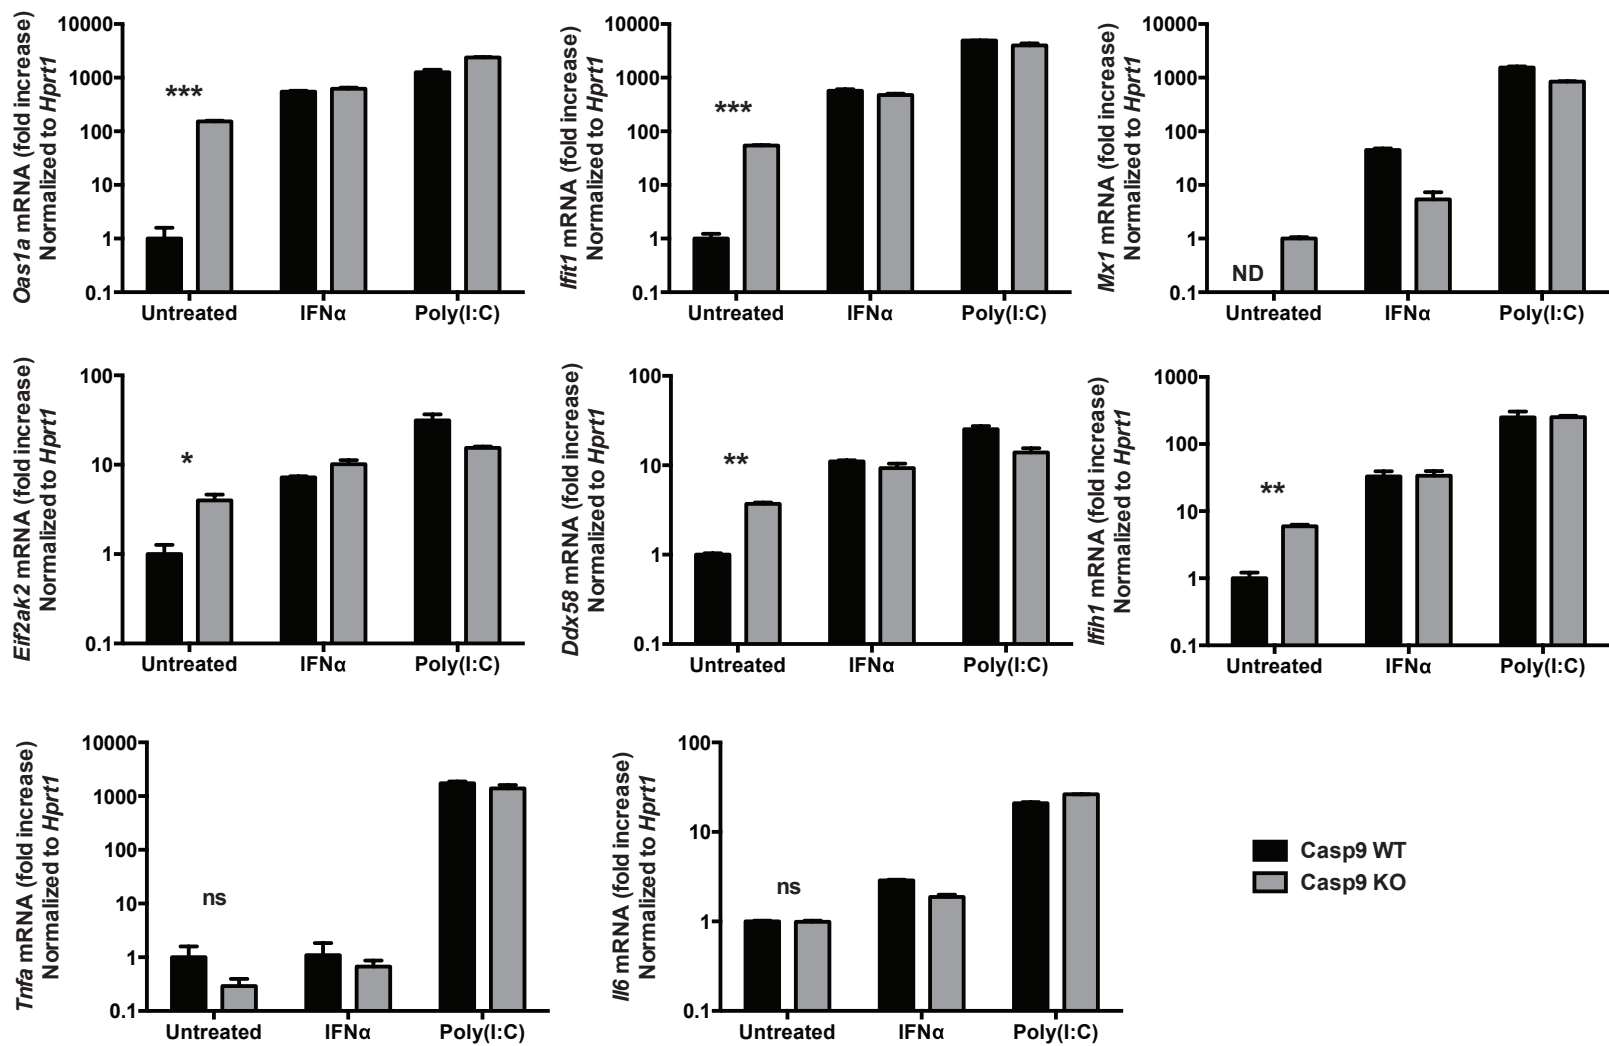 Oas1a mRNA (fold increase)
Normalized to Hprt1
10000
1000
100
10
1
0.1
***
Untreated
IFNα
Poly(I:C)
Ifit1 mRNA (fold increase)
Normalized to Hprt1
10000
1000
100
10
1
0.1
***
Untreated
IFNα
Poly(I:C)
Mx1 mRNA (fold increase)
Normalized to Hprt1
10000
1000
100
10
1
0.1
ND
Untreated
IFNα
Poly(I:C)
Eif2ak2 mRNA (fold increase)
Normalized to Hprt1
100
10
1
0.1
*
Untreated
IFNα
Poly(I:C)
Ddx58 mRNA (fold increase)
Normalized to Hprt1
100
10
1
0.1
**
Untreated
IFNα
Poly(I:C)
Ifih1 mRNA (fold increase)
Normalized to Hprt1
1000
100
10
1
0.1
**
Untreated
IFNα
Poly(I:C)
Tnfa mRNA (fold increase)
Normalized to Hprt1
10000
1000
100
10
1
0.1
ns
Untreated
IFNα
Poly(I:C)
Il6 mRNA (fold increase)
Normalized to Hprt1
100
10
1
0.1
ns
Untreated
IFNα
Poly(I:C)
Casp9 WT
Casp9 KO